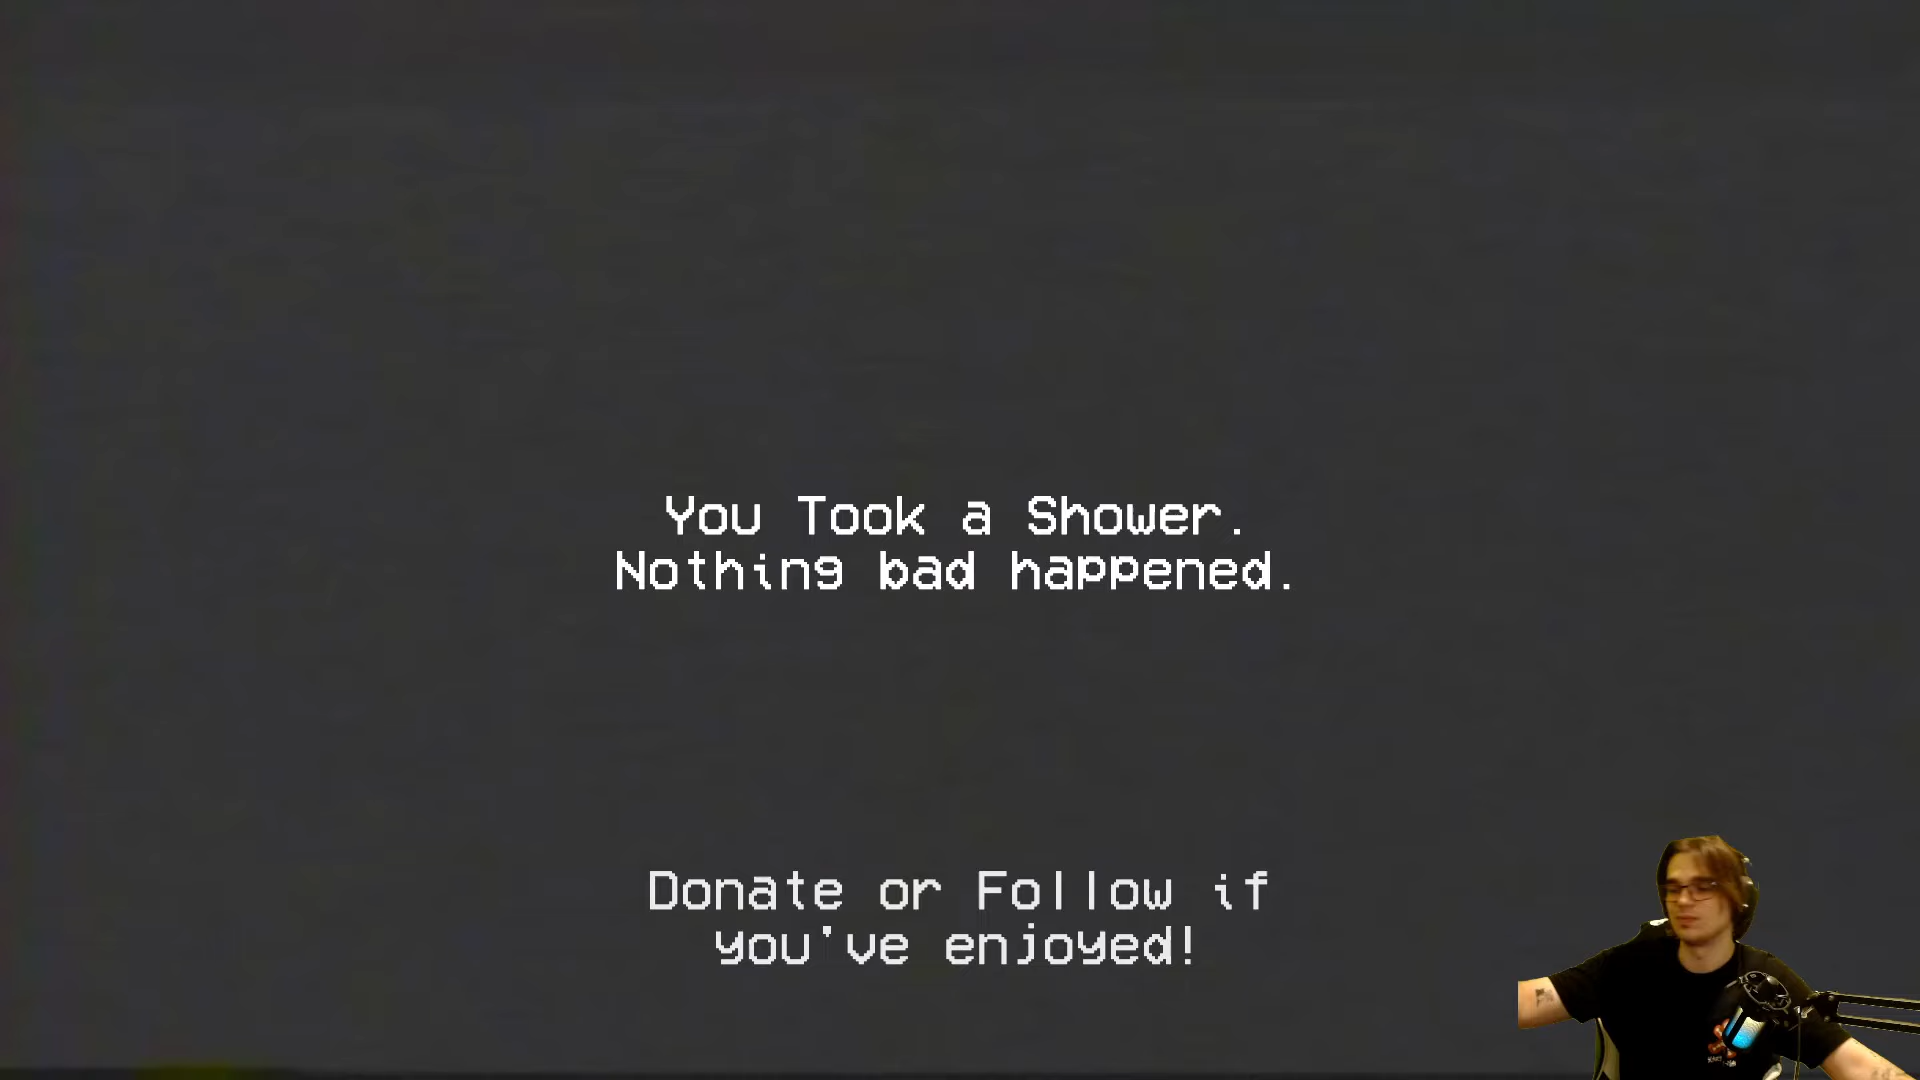 You Took a Shower.
Nothing bad happened.
Donate or Follow if
you've enjoyed!